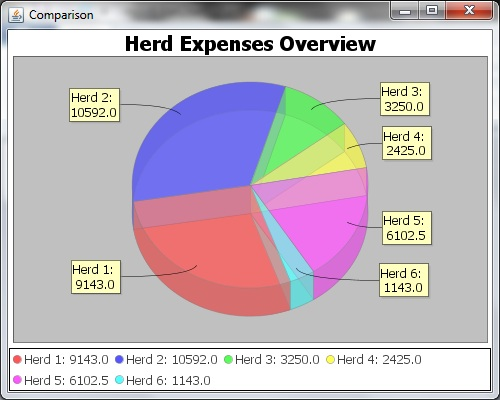 Comparison
Herd Expenses Overview
Herd 2:
10592.0
Herd 3:
3250.0
Herd 4:
2425.0
Herd 5:
6102.5
Herd 1:
9143.0
Herd 6:
1143.0
Herd 1: 9143.0 Herd 2: 10592.0 Herd 3: 3250.0 Herd 4: 2425.0
Herd 5: 6102.5 Herd 6: 1143.0